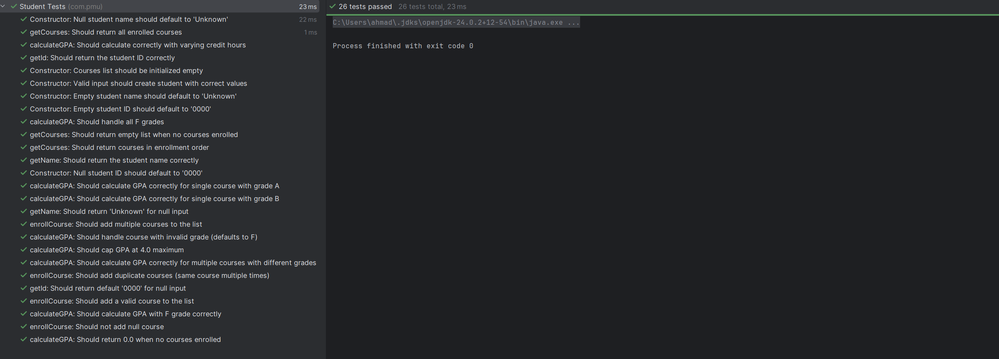 Student Tests (com.pmu) 23 ms
Constructor: Null student name should default to 'Unknown' 22 ms
getCourses: Should return all enrolled courses 1 ms
calculateGPA: Should calculate correctly with varying credit hours
getId: Should return the student ID correctly
Constructor: Courses list should be initialized empty
Constructor: Valid input should create student with correct values
Constructor: Empty student name should default to 'Unknown'
Constructor: Empty student ID should default to '0000'
calculateGPA: Should handle all F grades
getCourses: Should return empty list when no courses enrolled
getCourses: Should return courses in enrollment order
getName: Should return the student name correctly
Constructor: Null student ID should default to '0000'
calculateGPA: Should calculate GPA correctly for single course with grade A
calculateGPA: Should calculate GPA correctly for single course with grade B
getName: Should return 'Unknown' for null input
enrollCourse: Should add multiple courses to the list
calculateGPA: Should handle course with invalid grade (defaults to F)
calculateGPA: Should cap GPA at 4.0 maximum
calculateGPA: Should calculate GPA correctly for multiple courses with different grades
enrollCourse: Should add duplicate courses (same course multiple times)
getId: Should return default '0000' for null input
enrollCourse: Should add a valid course to the list
calculateGPA: Should calculate GPA with F grade correctly
enrollCourse: Should not add null course
calculateGPA: Should return 0.0 when no courses enrolled
26 tests passed 26 tests total, 23 ms
C:\Users\ahmad\.jdks\openjdk-24.0.2+12-54\bin\java.exe ...
Process finished with exit code 0